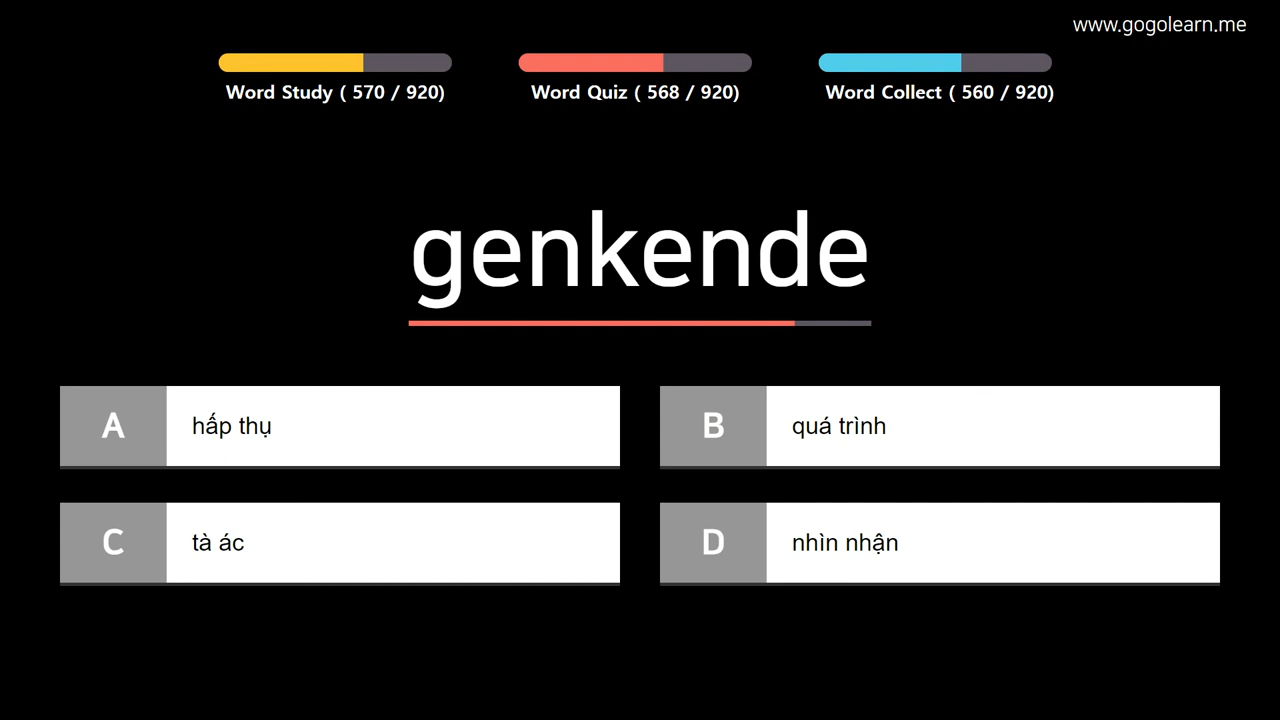 www.gogolearn.me
Word Study ( 570 / 920)
Word Quiz ( 568 / 920)
Word Collect ( 560 / 920)
genkende
A hấp thụ
B quá trình
C tà ác
D nhìn nhận